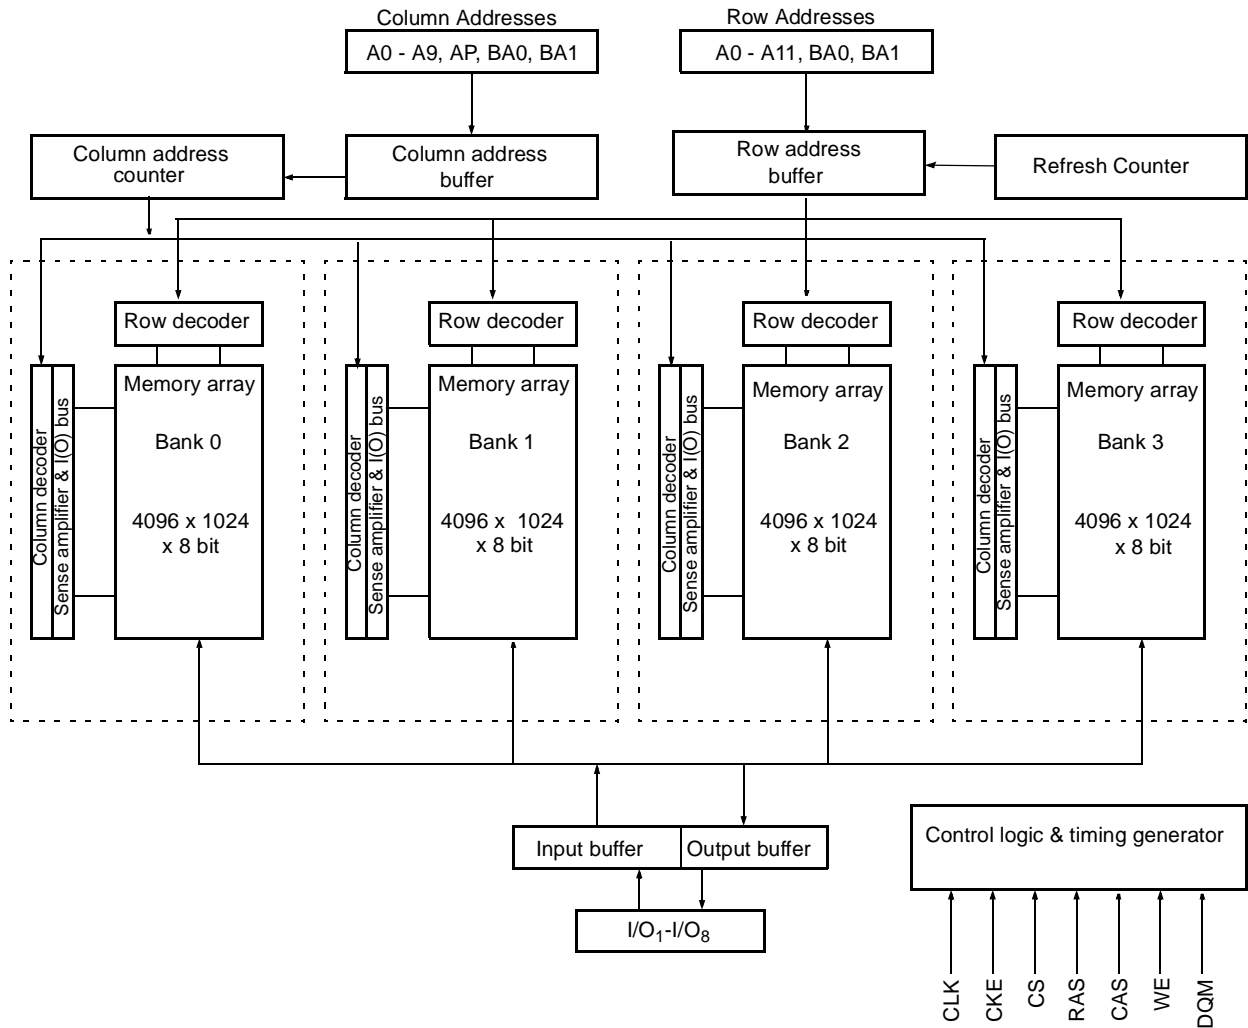 Column Addresses
Row Addresses
A0 - A9, AP, BA0, BA1
A0 - A11, BA0, BA1
Column address
counter
Column address
buffer
Row address
buffer
Refresh Counter
Row decoder
Row decoder
Row decoder
Row decoder
Column decoder
Sense amplifier & I(O) bus
Memory array
Bank 0
4096 x 1024
x 8 bit
Column decoder
Sense amplifier & I(O) bus
Memory array
Bank 1
4096 x 1024
x 8 bit
Column decoder
Sense amplifier & I(O) bus
Memory array
Bank 2
4096 x 1024
x 8 bit
Column decoder
Sense amplifier & I(O) bus
Memory array
Bank 3
4096 x 1024
x 8 bit
Input buffer
Output buffer
I/O1-I/O8
Control logic & timing generator
CLK
CKE
CS
RAS
CAS
WE
DQM